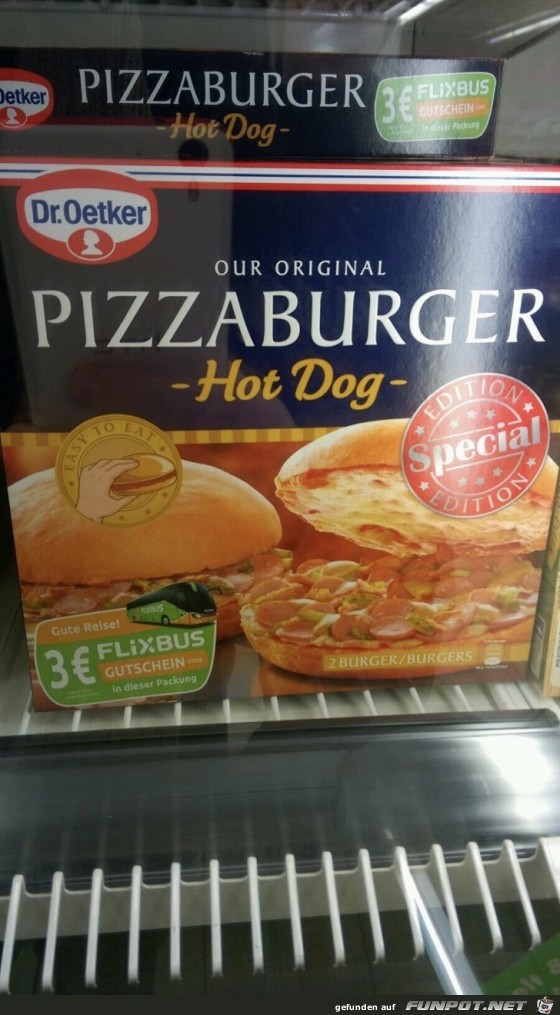 Dr.Oetker
PIZZABURGER
-Hot Dog-
3€ FLiXBUS
GUTSCHEIN
in dieser Packung
Dr.Oetker
OUR ORIGINAL
PIZZABURGER
-Hot Dog-
EDITION
Special
EDITION
EASY TO EAT
FLiXBUS
Gute Reise!
3€ FLiXBUS
GUTSCHEIN
in dieser Packung
2 BURGER/BURGERS
gefunden auf FUNPOT.NET